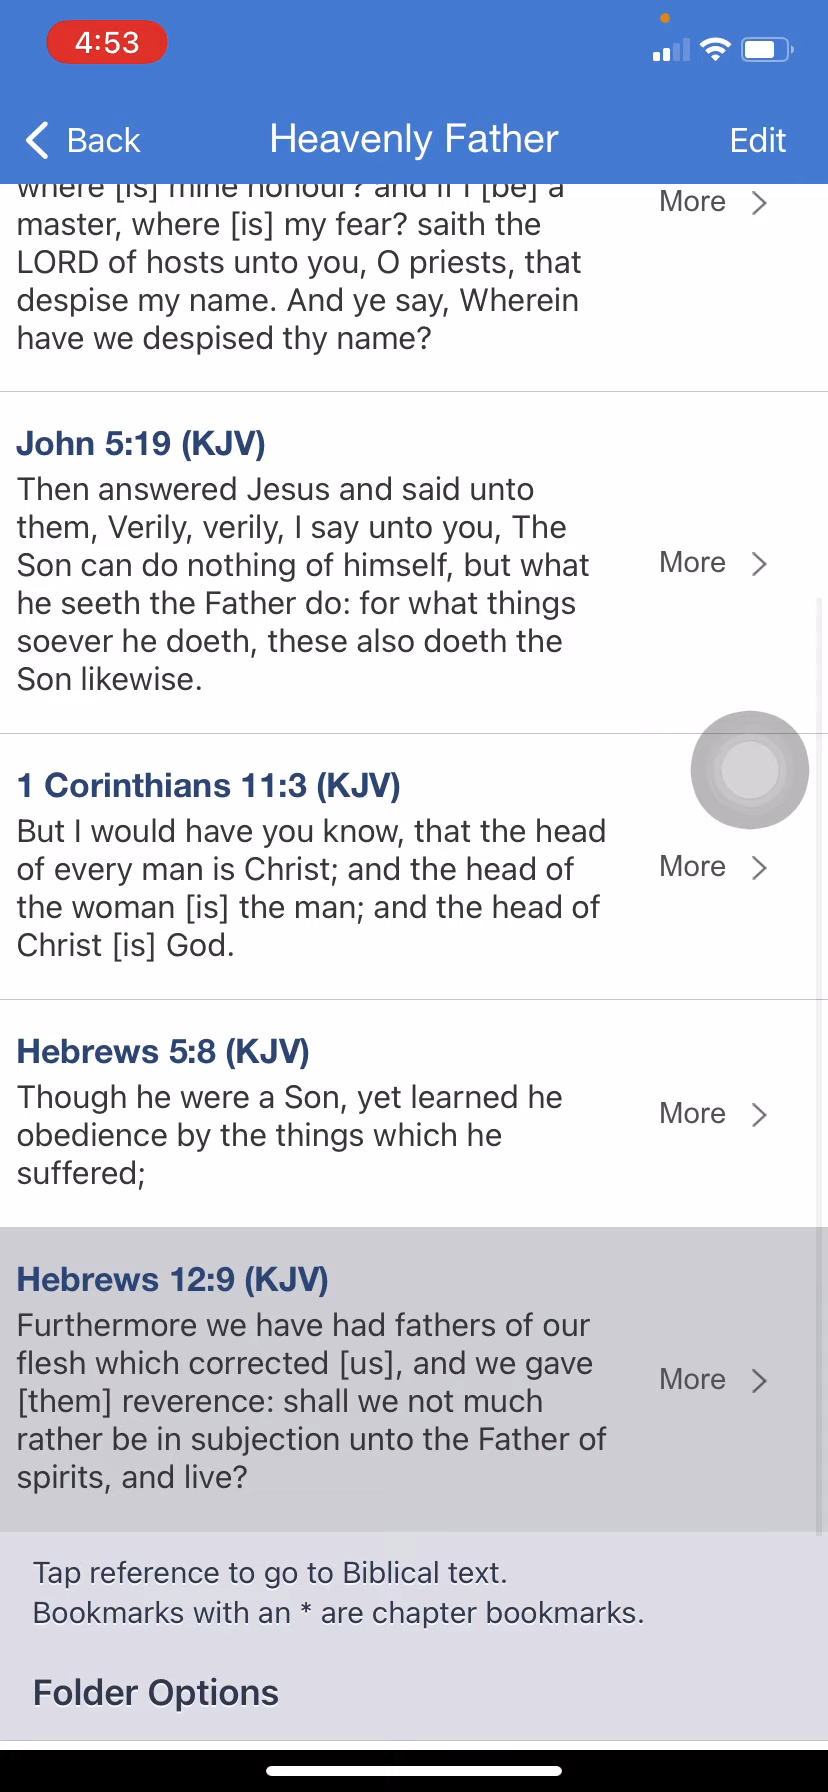 4:53
Back
Heavenly Father
Edit
where [is] mine honour? and if I [be] a
master, where [is] my fear? saith the
LORD of hosts unto you, O priests, that
despise my name. And ye say, Wherein
have we despised thy name?
More
John 5:19 (KJV)
Then answered Jesus and said unto
them, Verily, verily, I say unto you, The
Son can do nothing of himself, but what
he seeth the Father do: for what things
soever he doeth, these also doeth the
Son likewise.
More
1 Corinthians 11:3 (KJV)
But I would have you know, that the head
of every man is Christ; and the head of
the woman [is] the man; and the head of
Christ [is] God.
More
Hebrews 5:8 (KJV)
Though he were a Son, yet learned he
obedience by the things which he
suffered;
More
Hebrews 12:9 (KJV)
Furthermore we have had fathers of our
flesh which corrected [us], and we gave
[them] reverence: shall we not much
rather be in subjection unto the Father of
spirits, and live?
More
Tap reference to go to Biblical text.
Bookmarks with an * are chapter bookmarks.
Folder Options